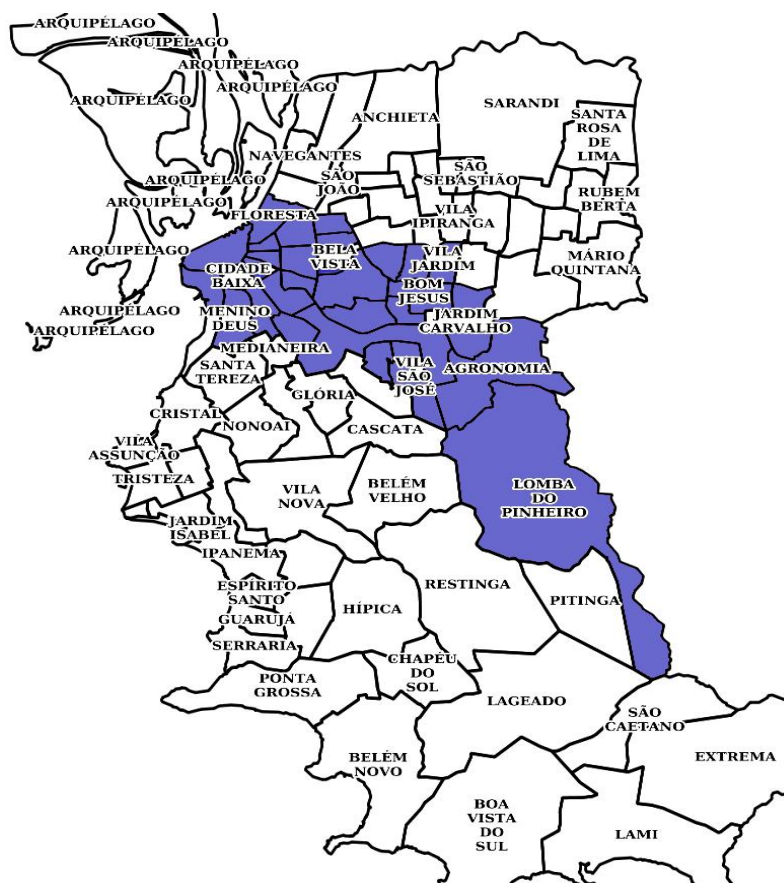 ARQUIPÉLAGO
ARQUIPÉLAGO
ARQUIPÉLAGO
ARQUIPÉLAGO
ARQUIPÉLAGO
SARANDI
ANCHIETA
SANTA
ROSA
DE
LIMA
NAVEGANTES
SÃO
JOÃO
SÃO
SEBASTIÃO
ARQUIPÉLAGO
RUBEM
BERTA
ARQUIPÉLAGO
FLORESTA
VILA
IPIRANGA
ARQUIPÉLAGO
BELA
VISTA
VILA
JARDIM
MÁRIO
QUINTANA
CIDADE
BAIXA
BOM
JESUS
ARQUIPÉLAGO
ARQUIPÉLAGO
MENINO
DEUS
JARDIM
CARVALHO
MEDIANEIRA
SANTA
TEREZA
VILA
SÃO
JOSÉ
AGRONOMIA
GLÓRIA
CRISTAL
NONOAI
CASCATA
VILA
ASSUNÇÃO
TRISTEZA
VILA
NOVA
BELÉM
VELHO
LOMBA
DO
PINHEIRO
JARDIM
ISABEL
IPANEMA
ESPÍRITO
SANTO
RESTINGA
PITINGA
HÍPICA
GUARUJÁ
SERRARIA
PONTA
GROSSA
CHAPÉU
DO
SOL
LAGEADO
SÃO
CAETANO
BELÉM
NOVO
EXTREMA
BOA
VISTA
DO
SUL
LAMI